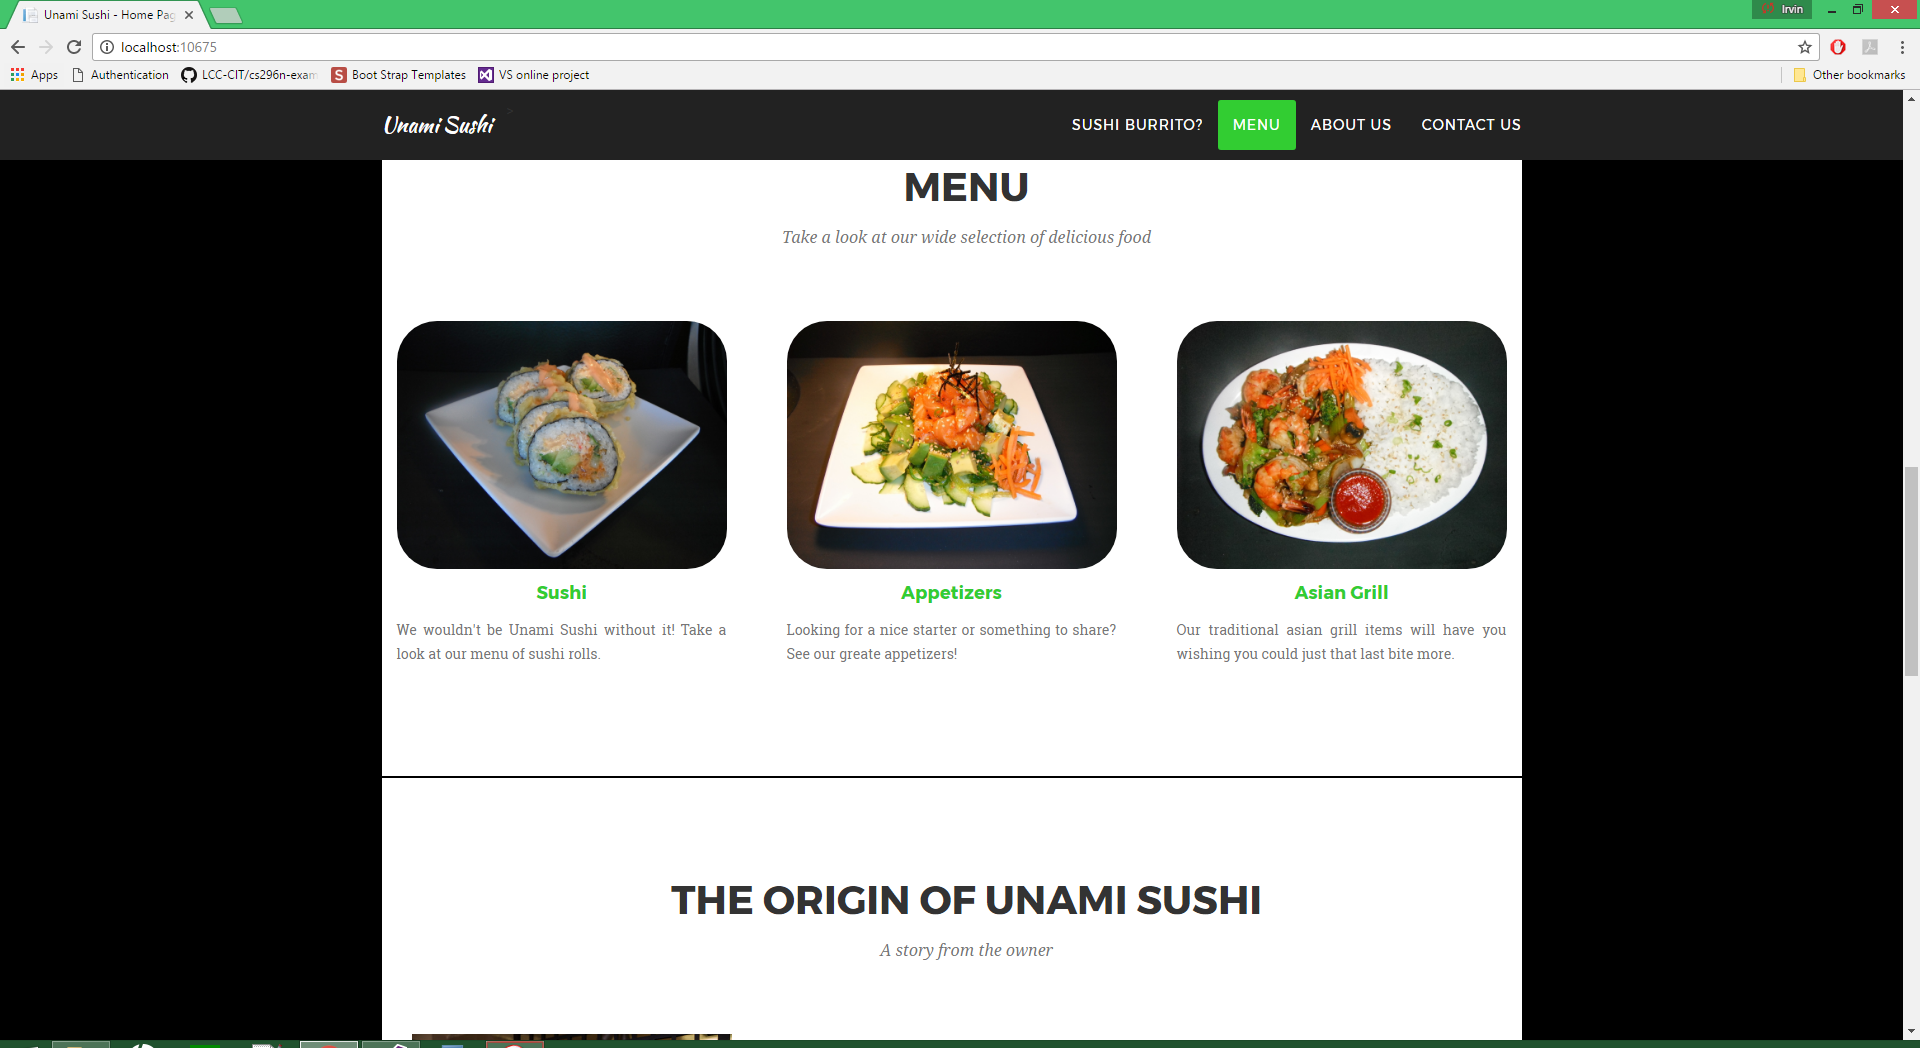 Unami Sushi - Home Pag
Irvin
localhost:10675
Apps Authentication LCC-CIT/cs296n-exam Boot Strap Templates VS online project Other bookmarks
Unami Sushi >
SUSHI BURRITO? MENU ABOUT US CONTACT US
MENU
Take a look at our wide selection of delicious food
Sushi
We wouldn't be Unami Sushi without it! Take a
look at our menu of sushi rolls.
Appetizers
Looking for a nice starter or something to share?
See our greate appetizers!
Asian Grill
Our traditional asian grill items will have you
wishing you could just that last bite more.
THE ORIGIN OF UNAMI SUSHI
A story from the owner